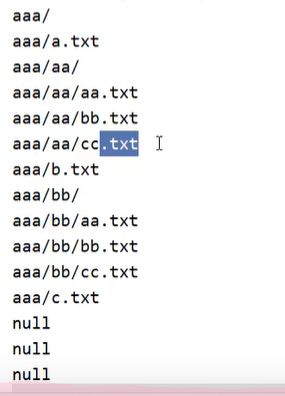 aaa/
aaa/a.txt
aaa/aa/
aaa/aa/aa.txt
aaa/aa/bb.txt
aaa/aa/cc.txt
aaa/b.txt
aaa/bb/
aaa/bb/aa.txt
aaa/bb/bb.txt
aaa/bb/cc.txt
aaa/c.txt
null
null
null